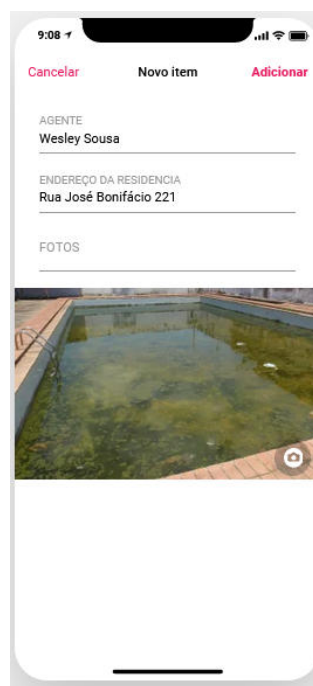 9:08
Cancelar Novo item Adicionar
AGENTE
Wesley Sousa
ENDEREÇO DA RESIDENCIA
Rua José Bonifácio 221
FOTOS